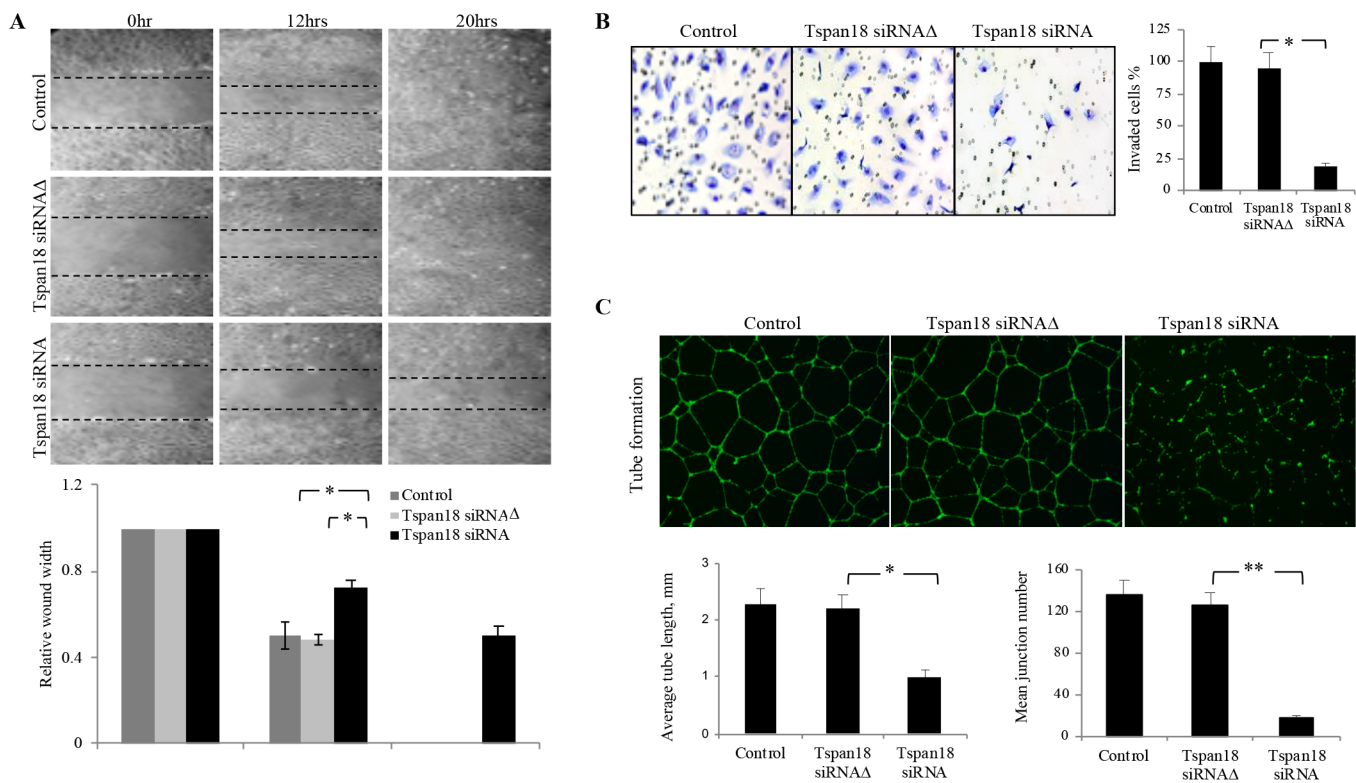 A
0hr 12hrs 20hrs
Control
Tspan18 siRNAΔ
Tspan18 siRNA
1.2
0.8
0.4
0
Relative wound width
Control
Tspan18 siRNAΔ
Tspan18 siRNA
*
*
B
Control Tspan18 siRNAΔ Tspan18 siRNA
Invaded cells %
125
100
75
50
25
0
*
Control Tspan18 Tspan18
siRNAΔ siRNA
C
Control Tspan18 siRNAΔ Tspan18 siRNA
Tube formation
Average tube length, mm
3
2
1
0
*
Control Tspan18 Tspan18
siRNAΔ siRNA
Mean junction number
160
120
80
40
0
**
Control Tspan18 Tspan18
siRNAΔ siRNA